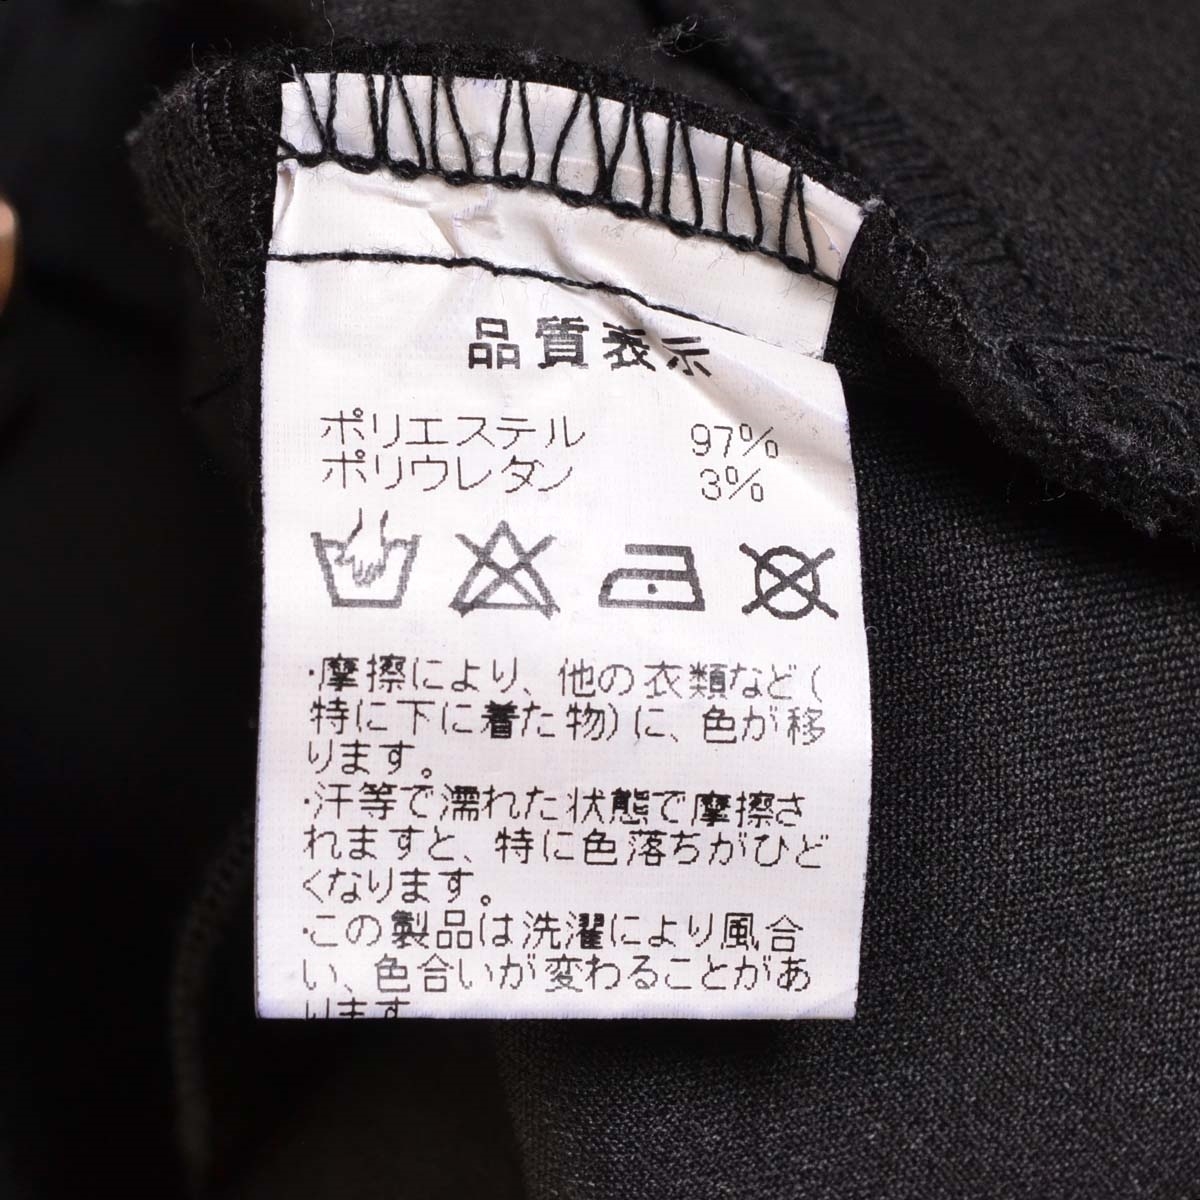 品質表示
ポリエステル 97%
ポリウレタン 3%
·摩擦により、他の衣類など(
特に下に着た物)に、色が移
ります。
·汗等で濡れた状態で摩擦さ
れますと、特に色落ちがひど
くなります。
·この製品は洗濯により風合
い、色合いが変わることがあ
ります